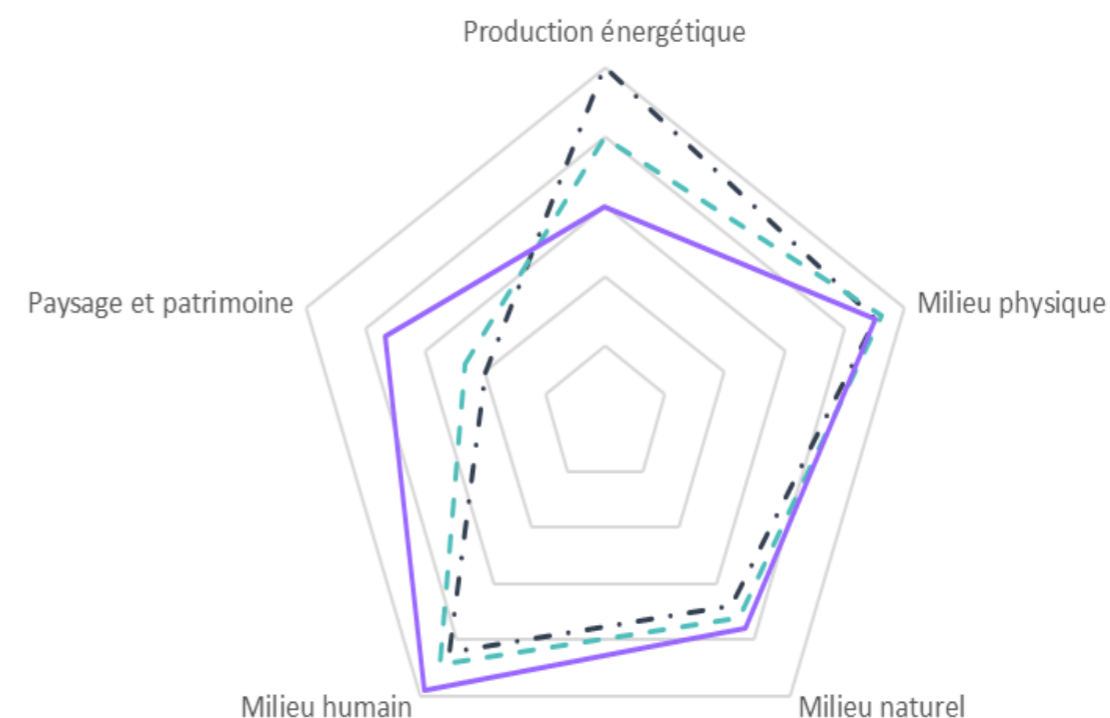 Production énergétique
Paysage et patrimoine
Milieu physique
Milieu humain
Milieu naturel